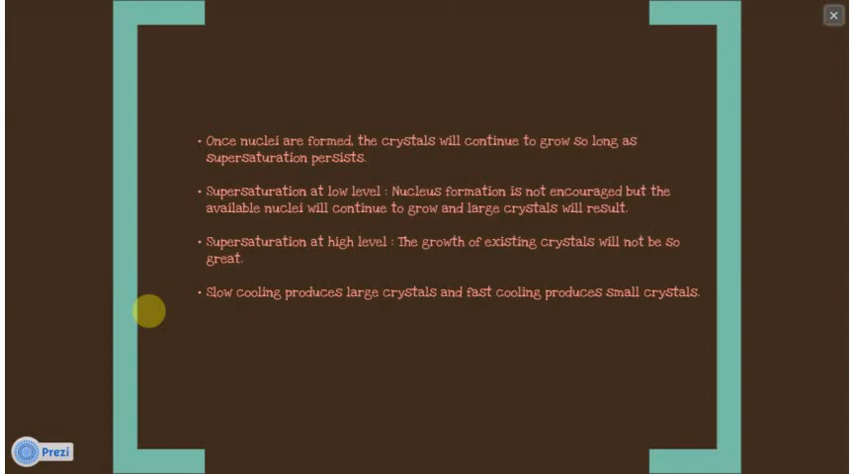 • Once nuclei are formed, the crystals will continue to grow so long as
supersaturation persists.
• Supersaturation at low level : Nucleus formation is not encouraged but the
available nuclei will continue to grow and large crystals will result.
• Supersaturation at high level : The growth of existing crystals will not be so
great.
• Slow cooling produces large crystals and fast cooling produces small crystals.
Prezi